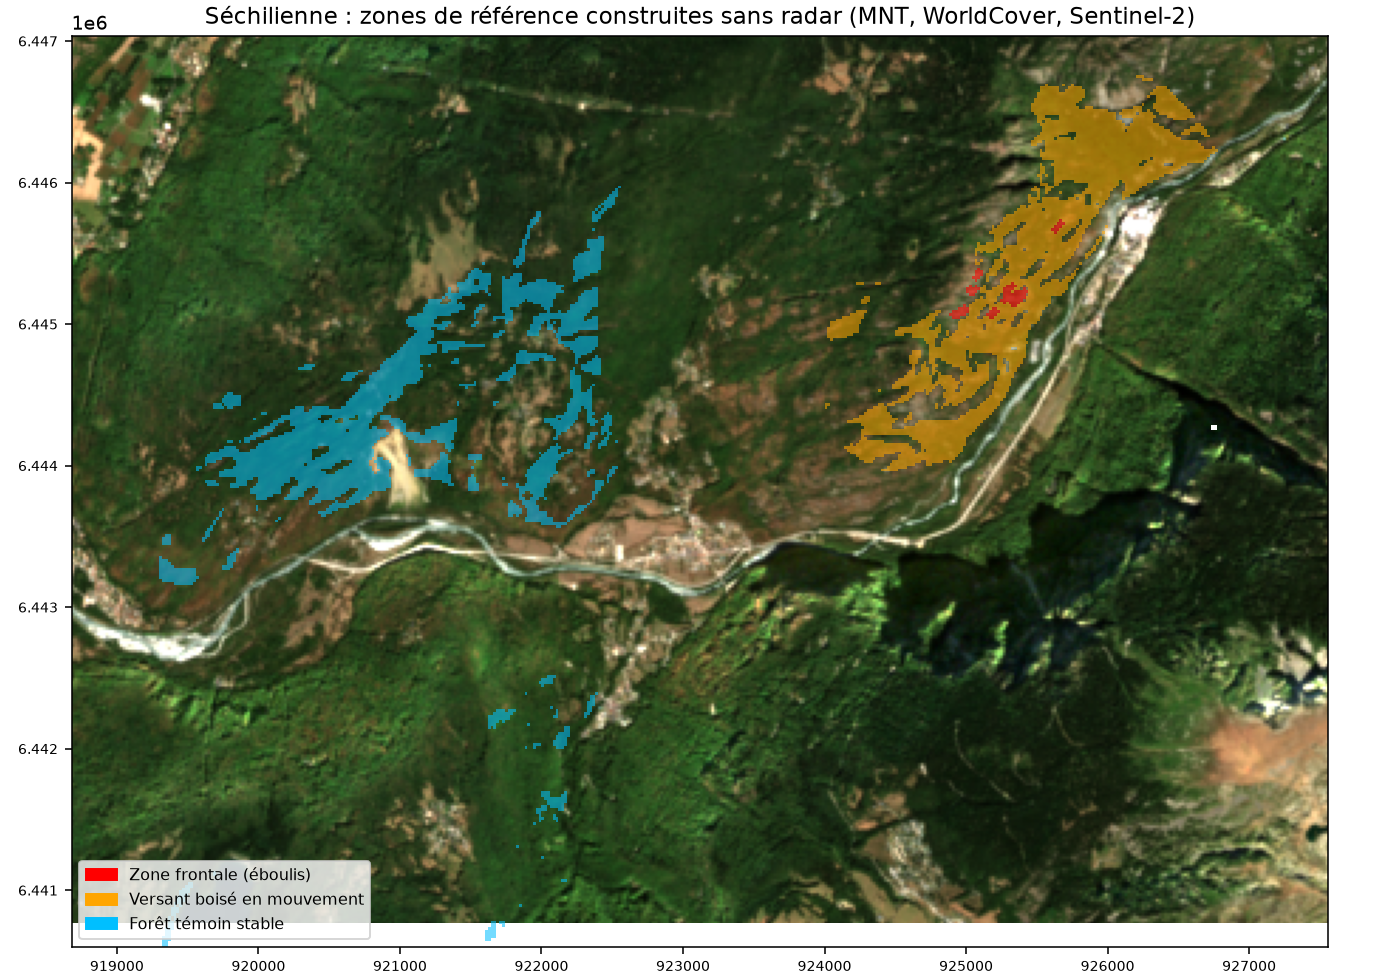 Séchilienne : zones de référence construites sans radar (MNT, WorldCover, Sentinel-2)
1e6
6.447
6.446
6.445
6.444
6.443
6.442
6.441
Zone frontale (éboulis)
Versant boisé en mouvement
Forêt témoin stable
919000 920000 921000 922000 923000 924000 925000 926000 927000